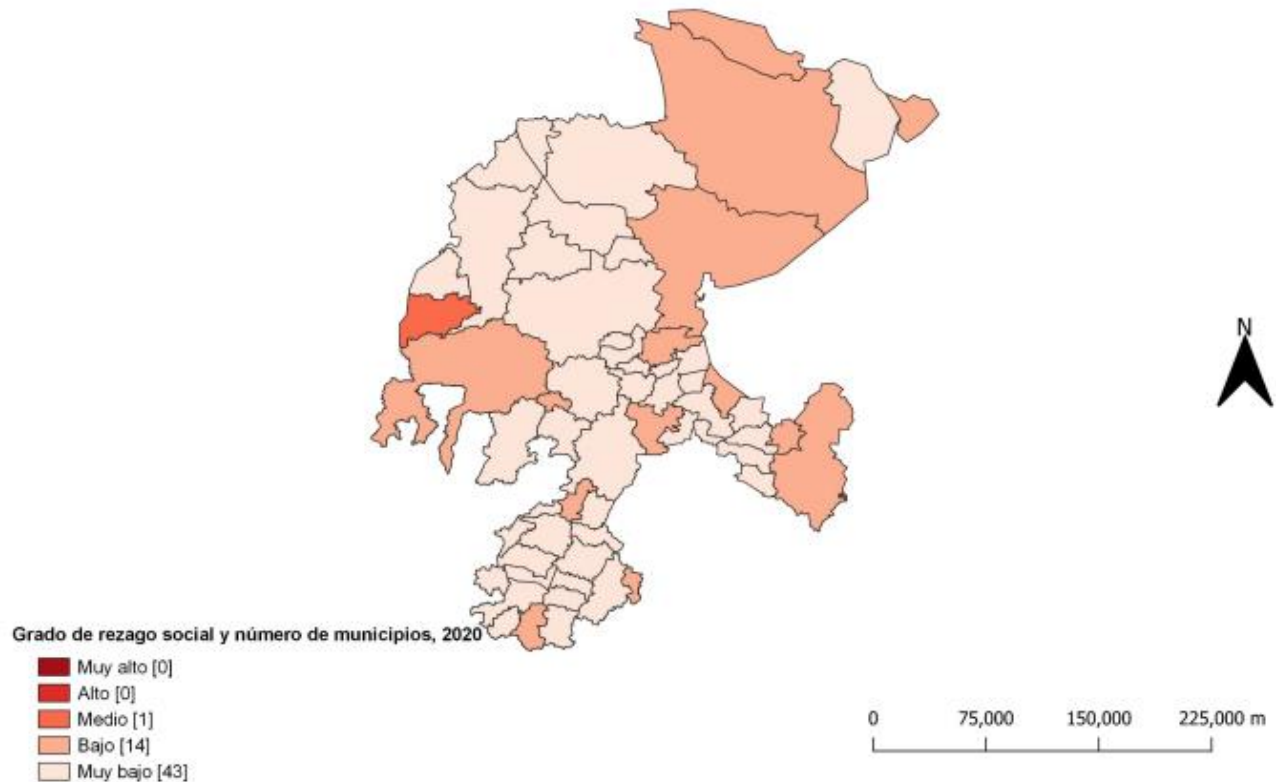 N
Grado de rezago social y número de municipios, 2020
Muy alto [0]
Alto [0]
Medio [1]
Bajo [14]
Muy bajo [43]
0 75,000 150,000 225,000 m